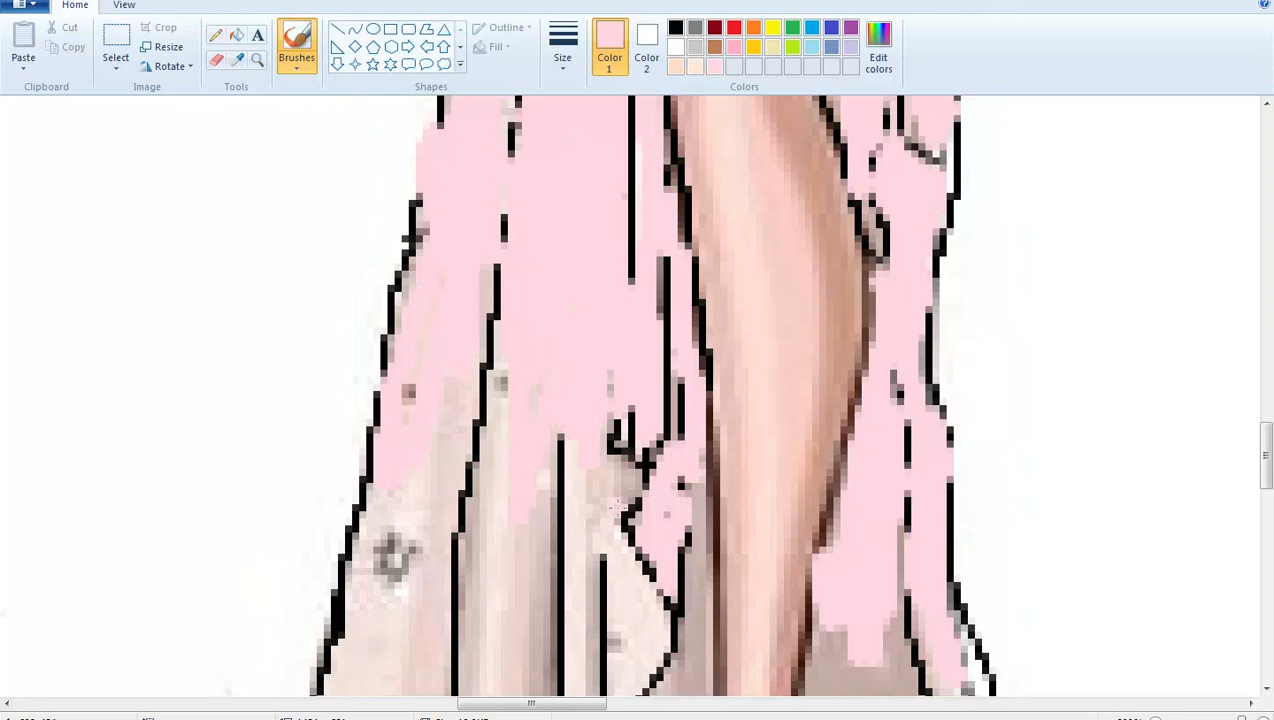 Home View
Cut
Copy
Paste
Clipboard
Crop
Resize
Rotate
Select
Image
A
Tools
Brushes
Outline
Fill
Shapes
Size
Color
1
Color
2
Edit
colors
Colors